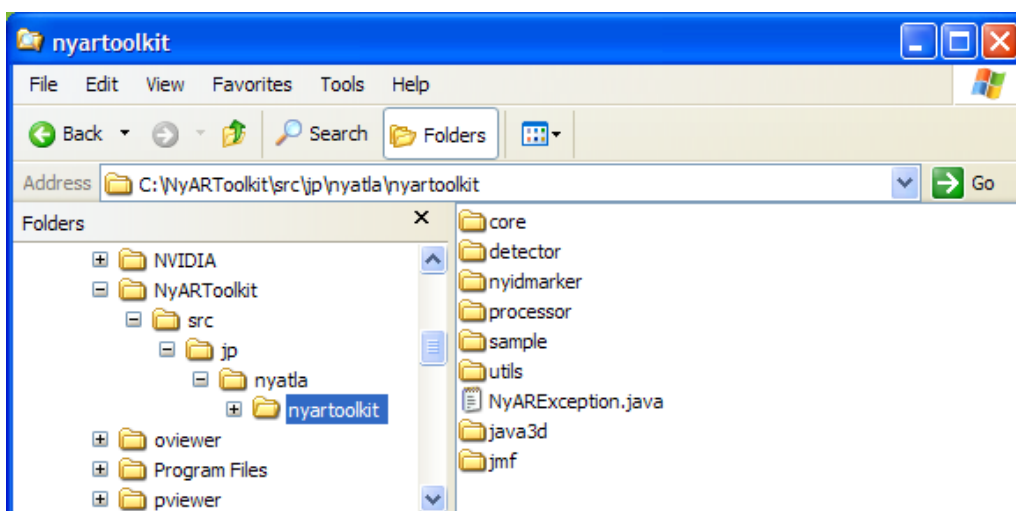 nyartoolkit
File Edit View Favorites Tools Help
Back Search Folders
Address C:\NyARToolkit\src\jp\nyatla\nyartoolkit Go
Folders
NVIDIA
NyARToolkit
src
jp
nyatla
nyartoolkit
oviewer
Program Files
pviewer
core
detector
nyidmarker
processor
sample
utils
NyARException.java
java3d
jmf